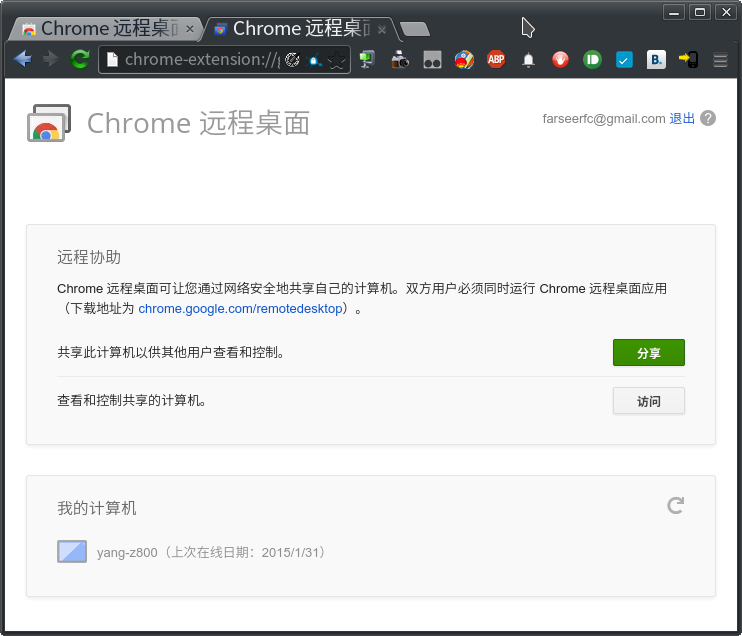 Chrome 远程桌面
Chrome 远程桌面
chrome-extension://
ABP
B.
Chrome 远程桌面
farseerfc@gmail.com 退出 ?
远程协助
Chrome 远程桌面可让您通过网络安全地共享自己的计算机。双方用户必须同时运行 Chrome 远程桌面应用
（下载地址为 chrome.google.com/remotedesktop）。
共享此计算机以供其他用户查看和控制。
分享
查看和控制共享的计算机。
访问
我的计算机
yang-z800（上次在线日期：2015/1/31）